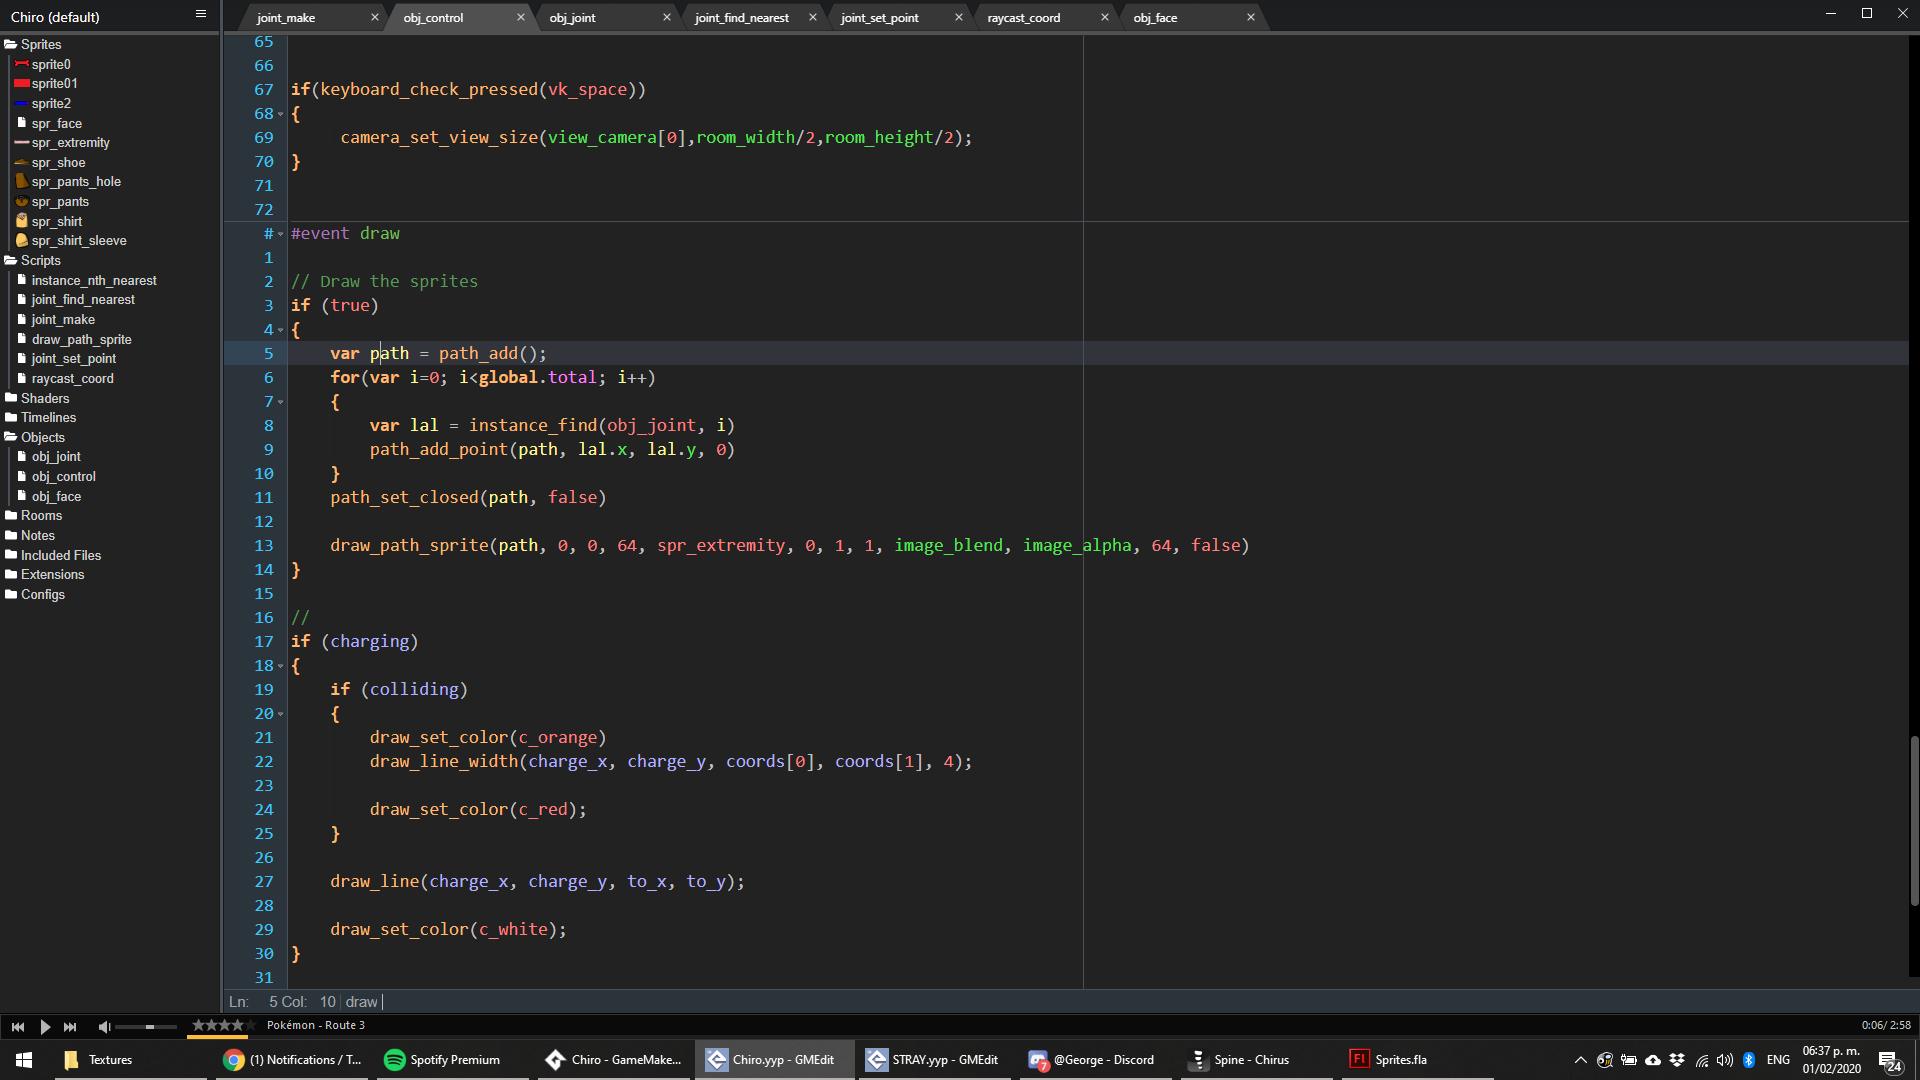 Chiro (default)
joint_make
obj_control
obj_joint
joint_find_nearest
joint_set_point
raycast_coord
obj_face
Sprites
sprite0
sprite01
sprite2
spr_face
spr_extremity
spr_shoe
spr_pants_hole
spr_pants
spr_shirt
spr_shirt_sleeve
Scripts
instance_nth_nearest
joint_find_nearest
joint_make
draw_path_sprite
joint_set_point
raycast_coord
Shaders
Timelines
Objects
obj_joint
obj_control
obj_face
Rooms
Notes
Included Files
Extensions
Configs
65
66
67 if(keyboard_check_pressed(vk_space))
68 {
69 camera_set_view_size(view_camera[0],room_width/2,room_height/2);
70 }
71
72
# #event draw
1
2 // Draw the sprites
3 if (true)
4 {
5 var path = path_add();
6 for(var i=0; i<global.total; i++)
7 {
8 var lal = instance_find(obj_joint, i)
9 path_add_point(path, lal.x, lal.y, 0)
10 }
11 path_set_closed(path, false)
12
13 draw_path_sprite(path, 0, 0, 64, spr_extremity, 0, 1, 1, image_blend, image_alpha, 64, false)
14 }
15
16 //
17 if (charging)
18 {
19 if (colliding)
20 {
21 draw_set_color(c_orange)
22 draw_line_width(charge_x, charge_y, coords[0], coords[1], 4);
23
24 draw_set_color(c_red);
25 }
26
27 draw_line(charge_x, charge_y, to_x, to_y);
28
29 draw_set_color(c_white);
30 }
31
Ln: 5 Col: 10 draw
Pokémon - Route 3
0:06/ 2:58
Textures
(1) Notifications / T...
Spotify Premium
Chiro - GameMake...
Chiro.yyp - GMEdit
STRAY.yyp - GMEdit
7
@George - Discord
Spine - Chirus
Fl
Sprites.fla
ENG
06:37 p. m.
01/02/2020
24